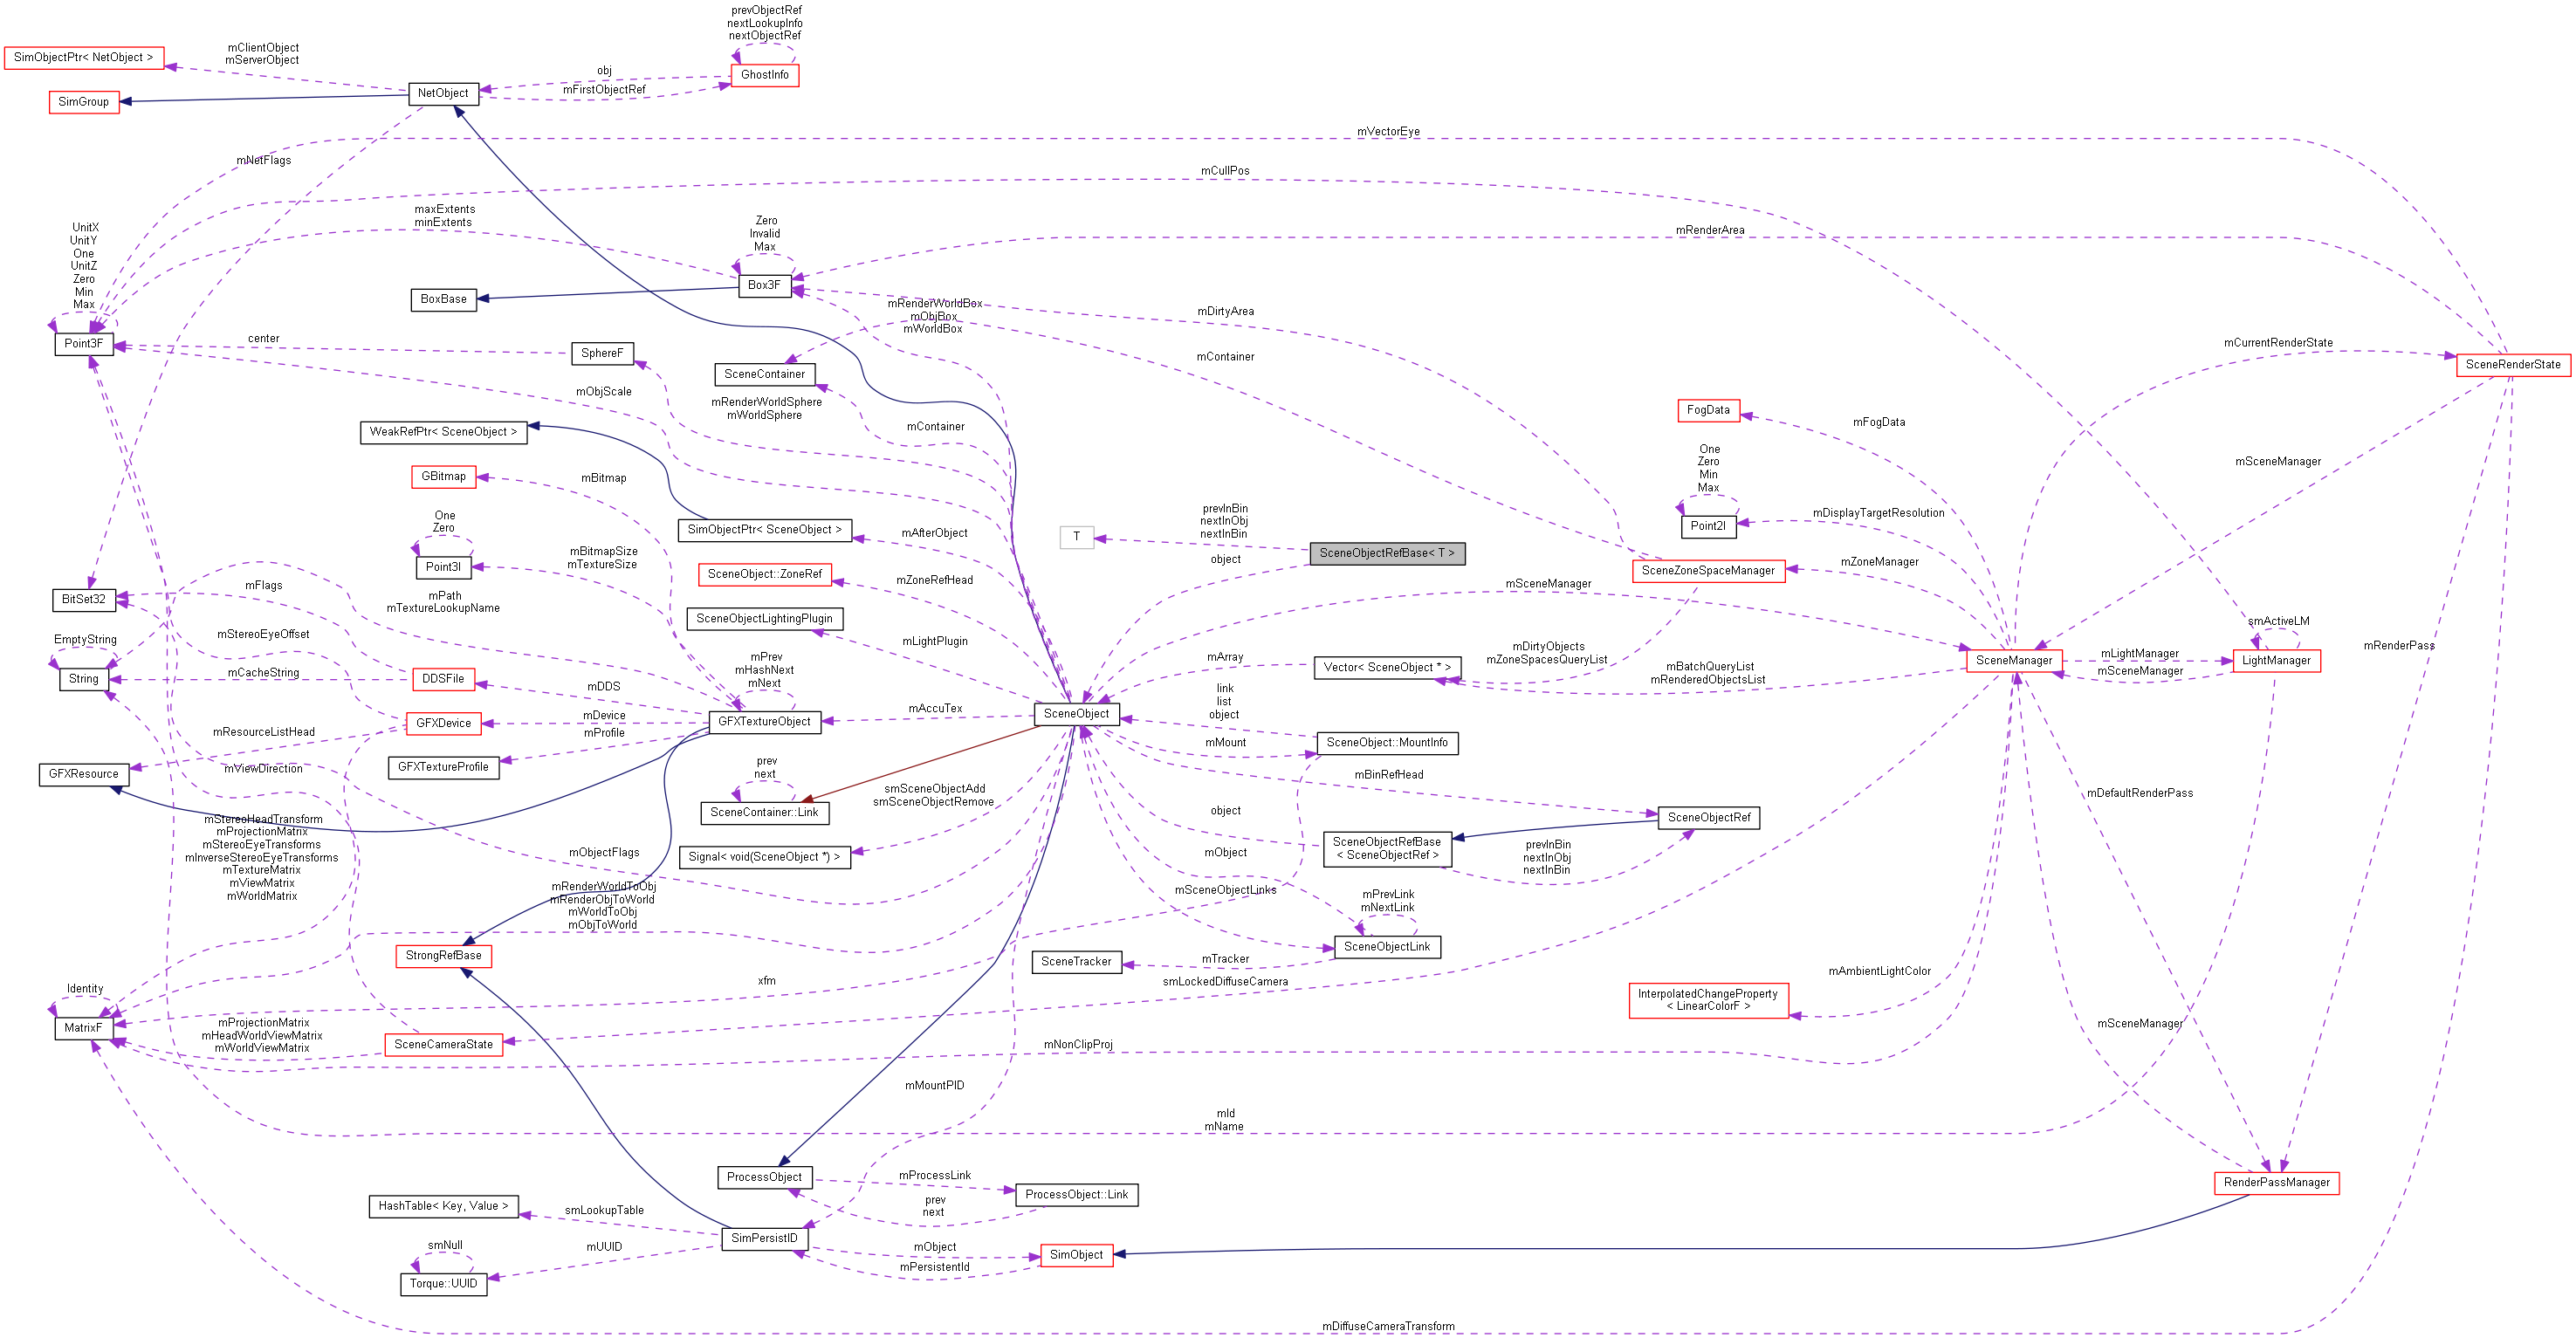 prevObjectRef
nextLookupInfo
nextObjectRef
SimObjectPtr< NetObject >
mClientObject
mServerObject
GhostInfo
obj
mFirstObjectRef
NetObject
SimGroup
mVectorEye
mNetFlags
mCullPos
maxExtents
minExtents
Zero
Invalid
Max
mRenderArea
UnitX
UnitY
One
UnitZ
Zero
Min
Max
Box3F
BoxBase
mRenderWorldBox
mObjBox
mWorldBox
mDirtyArea
Point3F
center
SphereF
SceneContainer
mContainer
mCurrentRenderState
SceneRenderState
mObjScale
mRenderWorldSphere
mWorldSphere
FogData
mFogData
WeakRefPtr< SceneObject >
mContainer
One
Zero
Min
Max
mSceneManager
GBitmap
mBitmap
SimObjectPtr< SceneObject >
mAfterObject
prevInBin
nextInObj
nextInBin
T
SceneObjectRefBase< T >
Point2I
mDisplayTargetResolution
One
Zero
Point3I
mBitmapSize
mTextureSize
object
SceneObject::ZoneRef
mZoneRefHead
mSceneManager
SceneZoneSpaceManager
mZoneManager
BitSet32
mFlags
mPath
mTextureLookupName
SceneObjectLightingPlugin
mLightPlugin
smActiveLM
mStereoEyeOffset
EmptyString
String
mCacheString
DDSFile
mDDS
mPrev
mHashNext
mNext
mArray
Vector< SceneObject * >
mDirtyObjects
mZoneSpacesQueryList
mBatchQueryList
mRenderedObjectsList
SceneManager
mLightManager
mSceneManager
LightManager
mRenderPass
GFXDevice
mDevice
mProfile
GFXTextureObject
mAccuTex
SceneObject
link
list
object
mMount
SceneObject::MountInfo
mResourceListHead
GFXTextureProfile
GFXResource
mViewDirection
prev
next
SceneContainer::Link
smSceneObjectAdd
smSceneObjectRemove
mBinRefHead
mDefaultRenderPass
SceneObjectRef
mStereoHeadTransform
mProjectionMatrix
mStereoEyeTransforms
mInverseStereoEyeTransforms
mTextureMatrix
mViewMatrix
mWorldMatrix
object
SceneObjectRefBase
< SceneObjectRef >
prevInBin
nextInObj
nextInBin
mObjectFlags
Signal< void(SceneObject *) >
mObject
mRenderWorldToObj
mRenderObjToWorld
mWorldToObj
mObjToWorld
mSceneObjectLinks
mPrevLink
mNextLink
SceneObjectLink
StrongRefBase
SceneTracker
mTracker
Identity
MatrixF
xfm
smLockedDiffuseCamera
mAmbientLightColor
InterpolatedChangeProperty
< LinearColorF >
mProjectionMatrix
mHeadWorldViewMatrix
mWorldViewMatrix
SceneCameraState
mNonClipProj
mSceneManager
mMountPID
mId
mName
ProcessObject
mProcessLink
ProcessObject::Link
prev
next
RenderPassManager
HashTable< Key, Value >
smLookupTable
SimPersistID
mObject
mPersistentId
SimObject
smNull
Torque::UUID
mUUID
mDiffuseCameraTransform